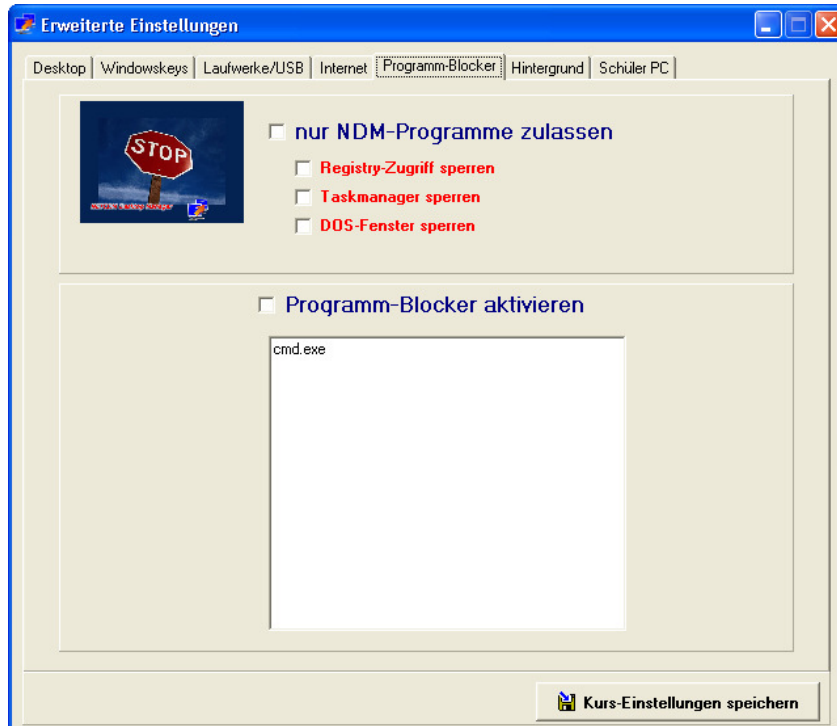 Erweiterte Einstellungen
Desktop Windowskeys Laufwerke/USB Internet Programm-Blocker Hintergrund Schüler PC
STOP
nur NDM-Programme zulassen
Registry-Zugriff sperren
Taskmanager sperren
DOS-Fenster sperren
Programm-Blocker aktivieren
cmd.exe
Kurs-Einstellungen speichern